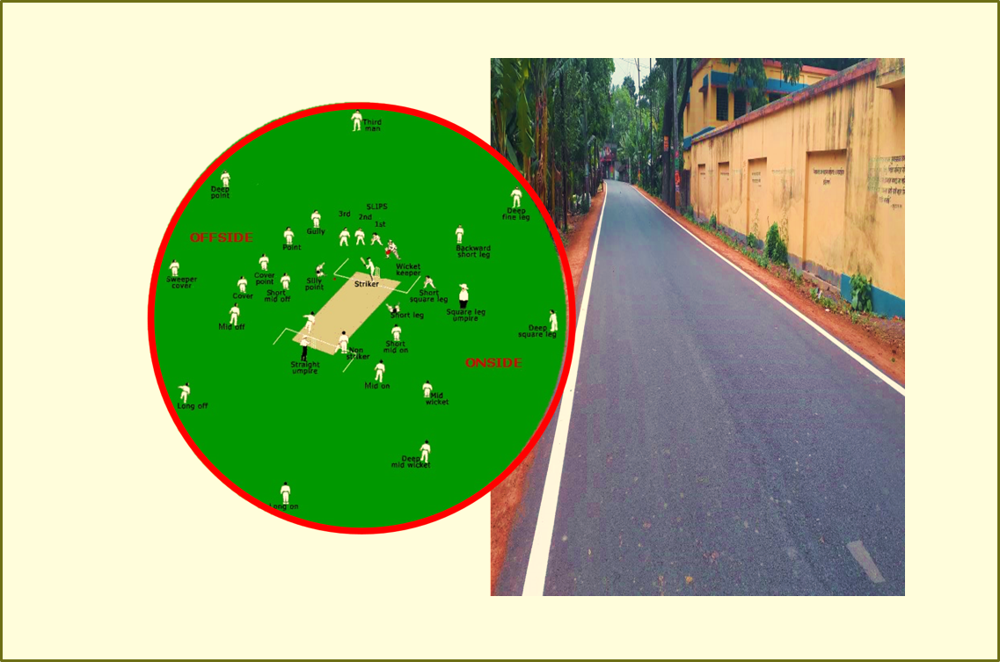 Third
man
Deep
point
Deep
fine leg
SLIPS
3rd
2nd
1st
Gully
OFFSIDE
Point
Backward
short leg
Wicket
keeper
Sweeper
cover
Cover
point
Silly
point
Striker
Cover
Short
mid off
Short
square leg
Mid off
Short leg
Square leg
umpire
Deep
square leg
Short
mid on
Non
striker
Straight
umpire
ONSIDE
Mid on
Mid
wicket
Long off
Deep
mid wicket
Long on